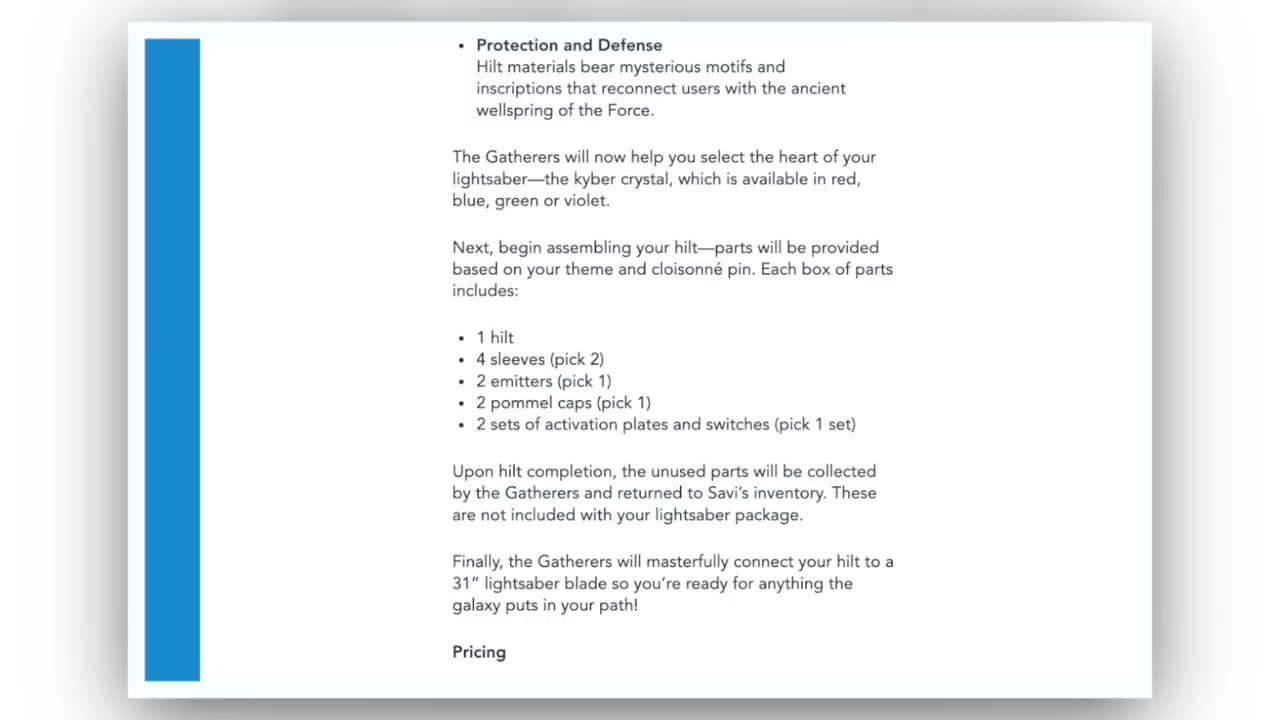 • Protection and Defense
Hilt materials bear mysterious motifs and
inscriptions that reconnect users with the ancient
wellspring of the Force.
The Gatherers will now help you select the heart of your
lightsaber—the kyber crystal, which is available in red,
blue, green or violet.
Next, begin assembling your hilt—parts will be provided
based on your theme and cloisonné pin. Each box of parts
includes:
• 1 hilt
• 4 sleeves (pick 2)
• 2 emitters (pick 1)
• 2 pommel caps (pick 1)
• 2 sets of activation plates and switches (pick 1 set)
Upon hilt completion, the unused parts will be collected
by the Gatherers and returned to Savi’s inventory. These
are not included with your lightsaber package.
Finally, the Gatherers will masterfully connect your hilt to a
31” lightsaber blade so you’re ready for anything the
galaxy puts in your path!
Pricing